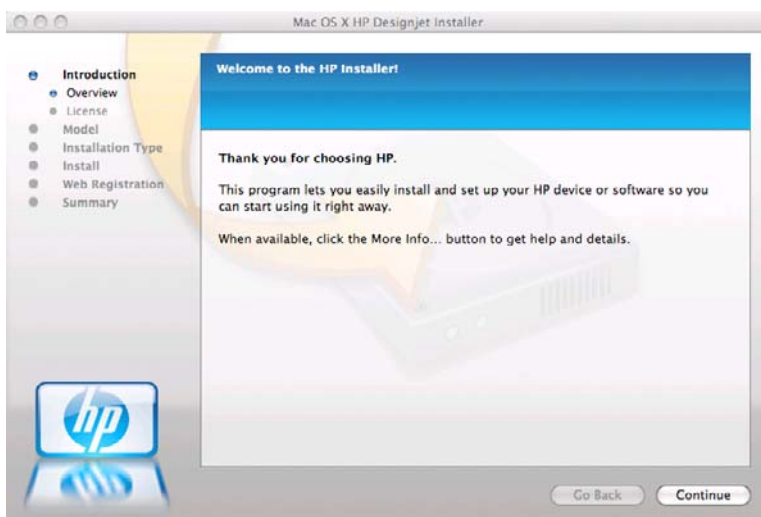 Mac OS X HP Designjet Installer
Introduction
Overview
License
Model
Installation Type
Install
Web Registration
Summary
Welcome to the HP Installer!
Thank you for choosing HP.
This program lets you easily install and set up your HP device or software so you
can start using it right away.
When available, click the More Info... button to get help and details.
hp
Go Back
Continue